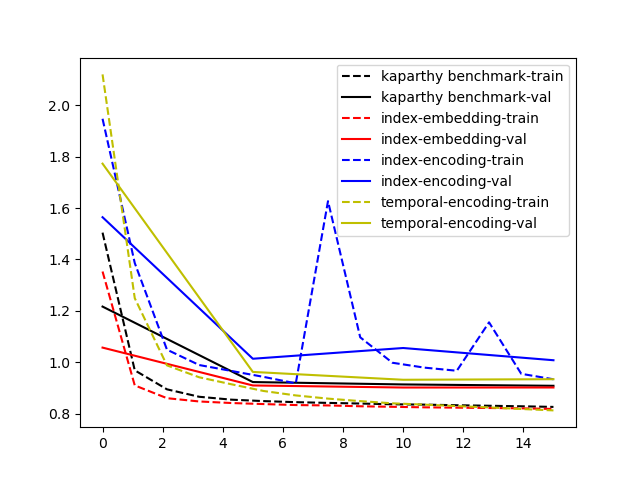 kaparthy benchmark-train
kaparthy benchmark-val
index-embedding-train
index-embedding-val
index-encoding-train
index-encoding-val
temporal-encoding-train
temporal-encoding-val
2.0
1.8
1.6
1.4
1.2
1.0
0.8
0 2 4 6 8 10 12 14